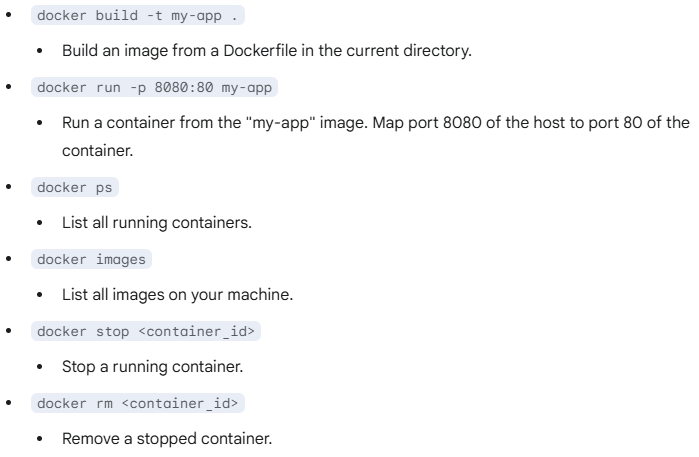 docker build -t my-app .
Build an image from a Dockerfile in the current directory.
docker run -p 8080:80 my-app
Run a container from the "my-app" image. Map port 8080 of the host to port 80 of the
container.
docker ps
List all running containers.
docker images
List all images on your machine.
docker stop <container_id>
Stop a running container.
docker rm <container_id>
Remove a stopped container.